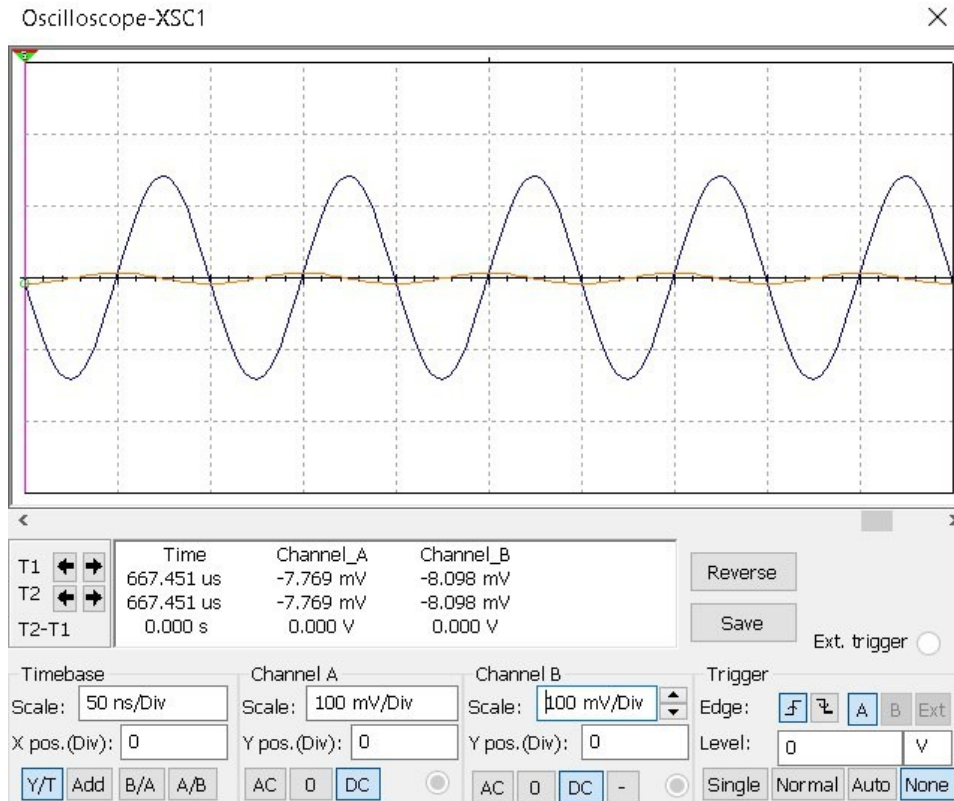 Oscilloscope-XSC1
Time Channel_A Channel_B
T1 667.451 us -7.769 mV -8.098 mV
T2 667.451 us -7.769 mV -8.098 mV
T2-T1 0.000 s 0.000 V 0.000 V
Reverse
Save
Ext. trigger
Timebase
Scale: 50 ns/Div
X pos.(Div): 0
Y/T Add B/A A/B
Channel A
Scale: 100 mV/Div
Y pos.(Div): 0
AC 0 DC
Channel B
Scale: 100 mV/Div
Y pos.(Div): 0
AC 0 DC -
Trigger
Edge: A B Ext
Level: 0 V
Single Normal Auto None